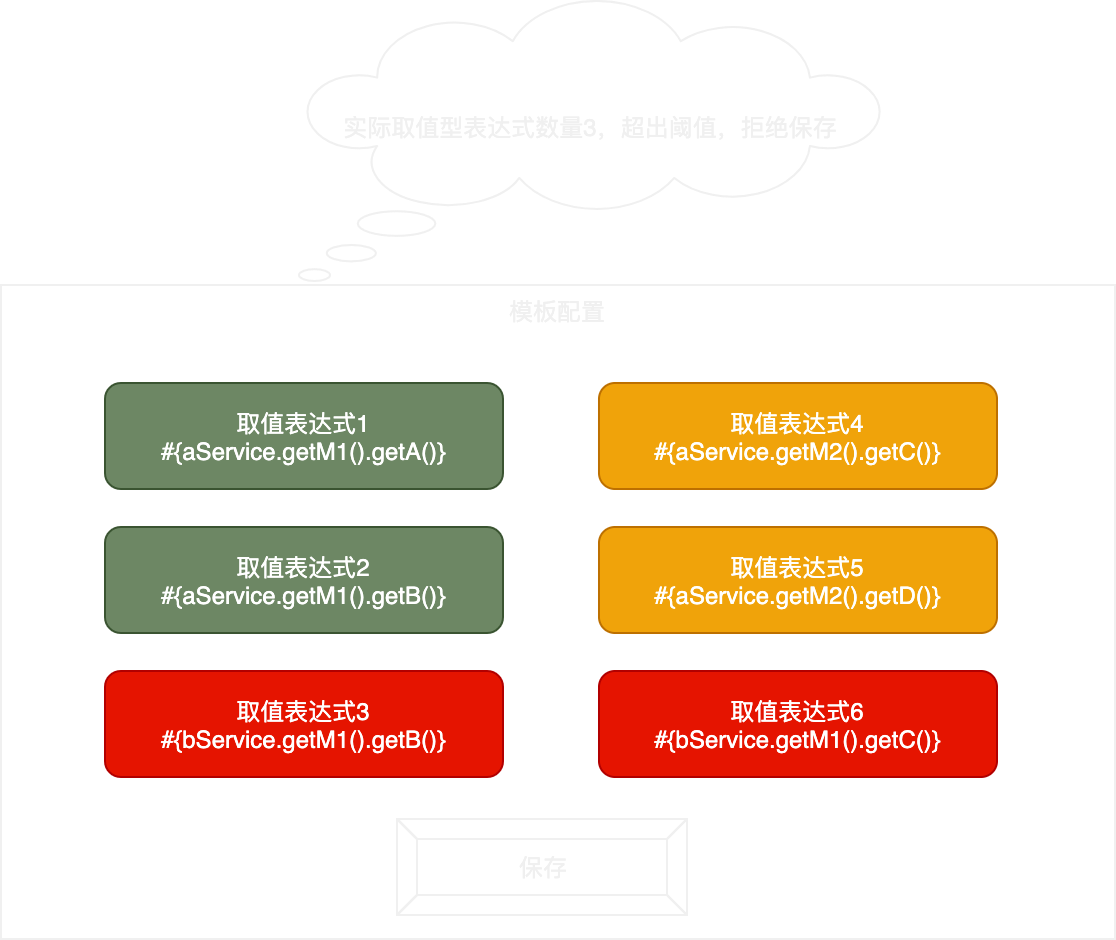 实际取值型表达式数量3，超出阈值，拒绝保存
模板配置
取值表达式1
#{aService.getM1().getA()}
取值表达式4
#{aService.getM2().getC()}
取值表达式2
#{aService.getM1().getB()}
取值表达式5
#{aService.getM2().getD()}
取值表达式3
#{bService.getM1().getB()}
取值表达式6
#{bService.getM1().getC()}
保存